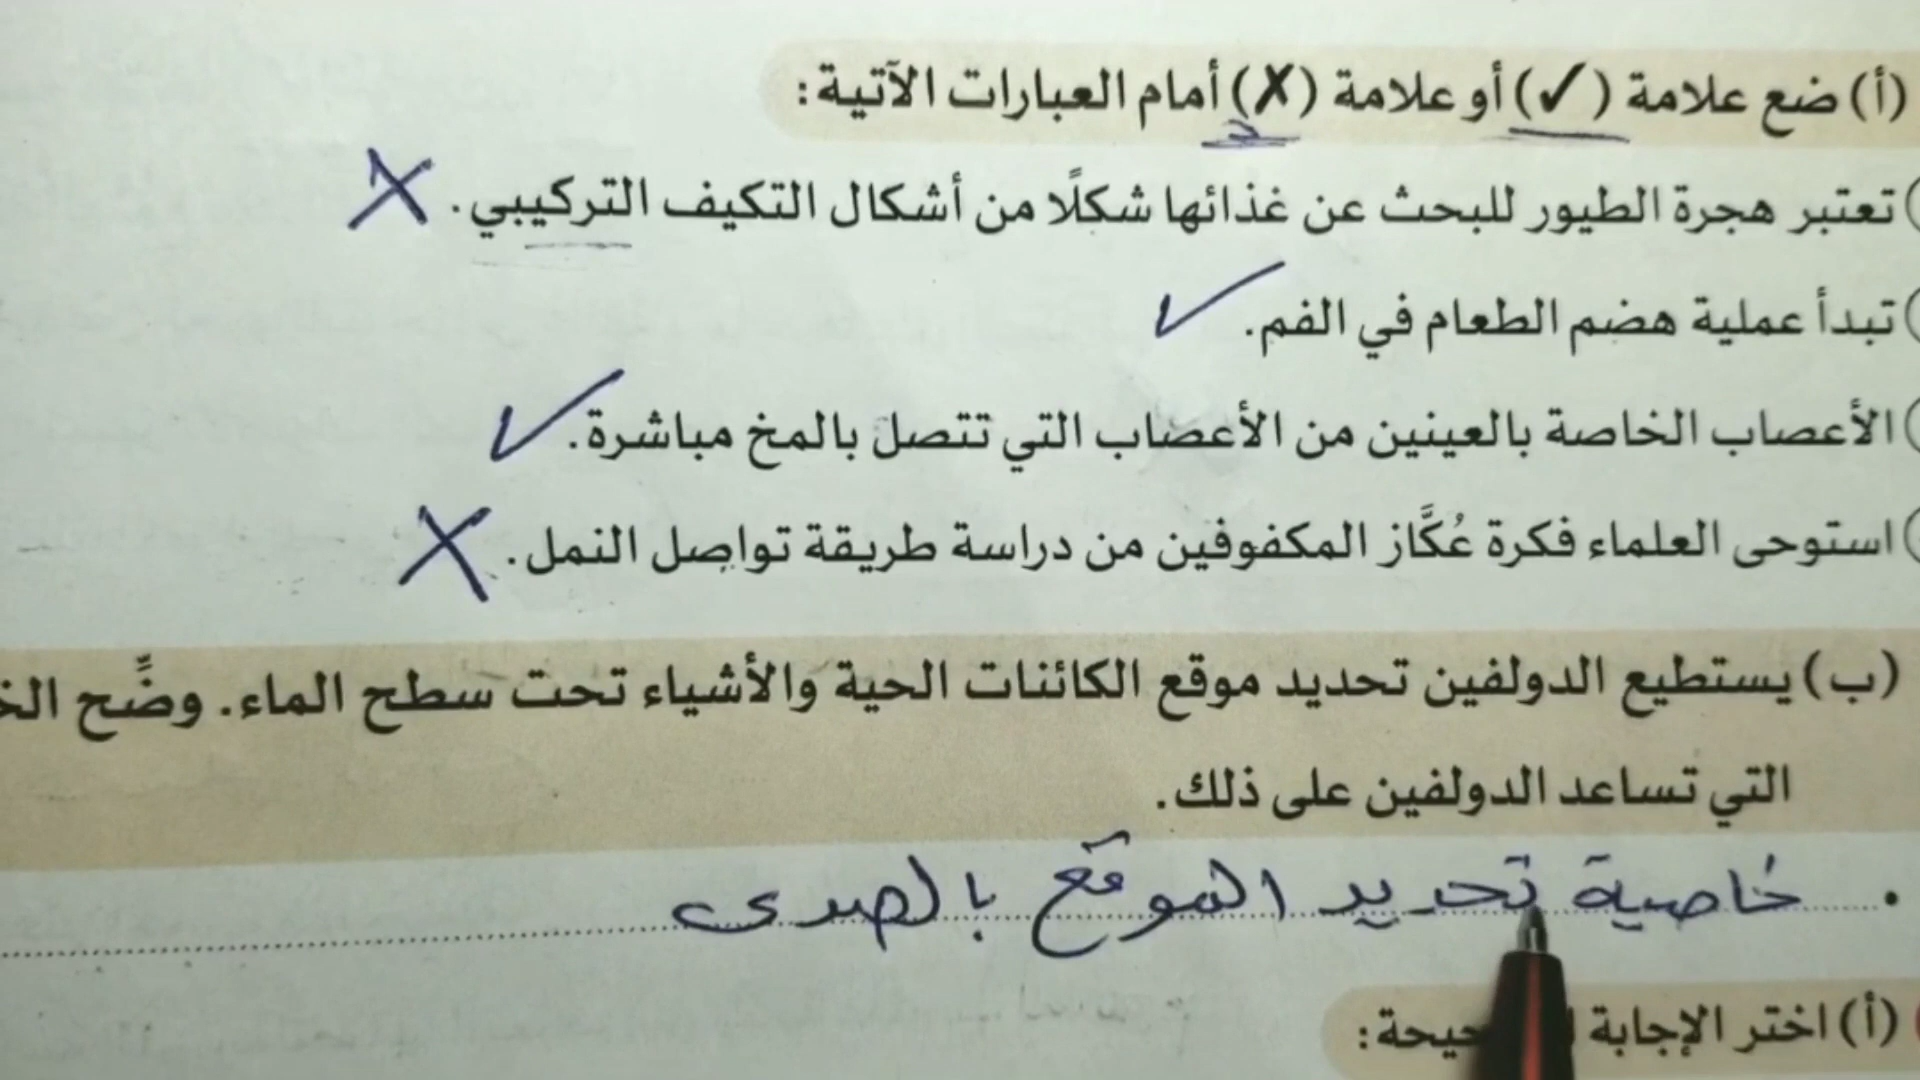 (أ) ضع علامة (✓) أو علامة (✗) أمام العبارات الآتية:
تعتبر هجرة الطيور للبحث عن غذائها شكلًا من أشكال التكيف التركيبي. ✗
تبدأ عملية هضم الطعام في الفم. ✓
الأعصاب الخاصة بالعينين من الأعصاب التي تتصل بالمخ مباشرة. ✓
استوحى العلماء فكرة عُكَّاز المكفوفين من دراسة طريقة تواصل النمل. ✗
(ب) يستطيع الدولفين تحديد موقع الكائنات الحية والأشياء تحت سطح الماء. وضِّح
التي تساعد الدولفين على ذلك.
خاصية تحديد الموقع بالصدى
(أ) اختر الإجابة